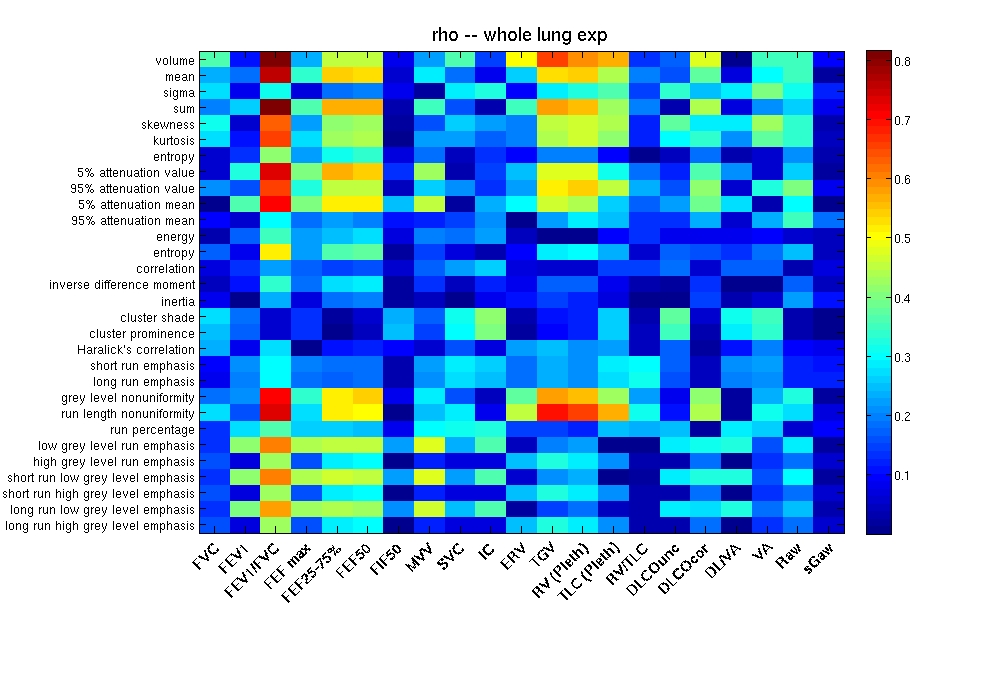 rho -- whole lung exp
volume
mean
sigma
sum
skewness
kurtosis
entropy
5% attenuation value
95% attenuation value
5% attenuation mean
95% attenuation mean
energy
entropy
correlation
inverse difference moment
inertia
cluster shade
cluster prominence
Haralick's correlation
short run emphasis
long run emphasis
grey level nonuniformity
run length nonuniformity
run percentage
low grey level run emphasis
high grey level run emphasis
short run low grey level emphasis
short run high grey level emphasis
long run low grey level emphasis
long run high grey level emphasis
FVC
FEV1
FEV1/FVC
FEF max
FEF25-75%
FEF50
FIF50
MVV
SVC
IC
ERV
TGV
RV (Pleth)
TLC (Pleth)
RV/TLC
DLCOunc
DLCOcor
DL/VA
VA
Raw
sGaw
0.8
0.7
0.6
0.5
0.4
0.3
0.2
0.1